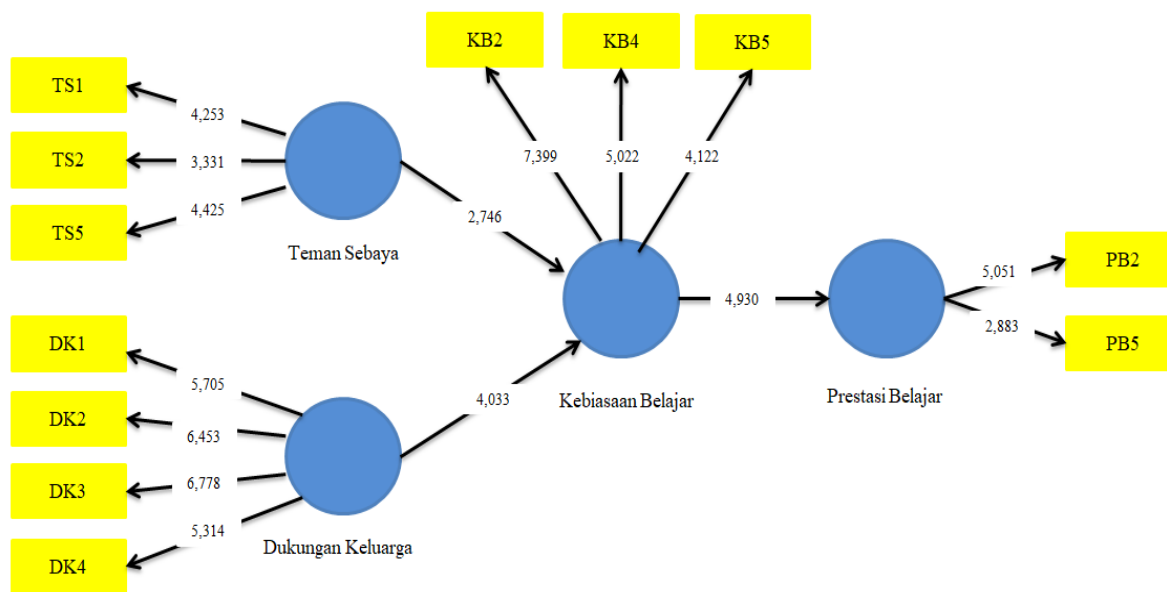 KB2
KB4
KB5
TS1
TS2
TS5
4,253
3,331
4,425
7,399
5,022
4,122
Teman Sebaya
2,746
PB2
PB5
5,051
2,883
4,930
Kebiasaan Belajar
Prestasi Belajar
DK1
DK2
DK3
DK4
5,705
6,453
6,778
5,314
4,033
Dukungan Keluarga